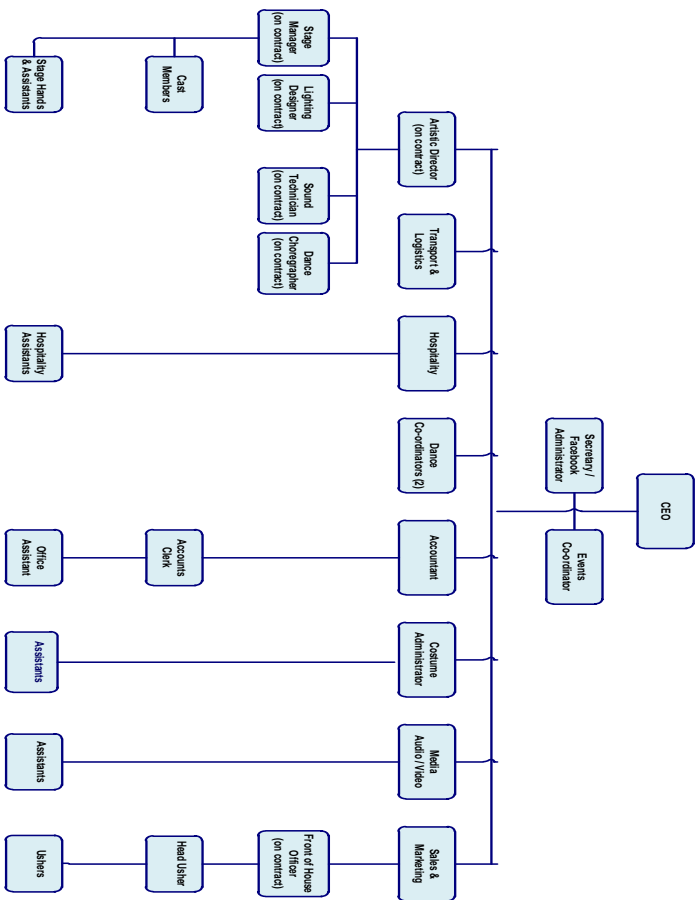 CEO
Secretary /
Facebook
Administrator
Events
Co-ordinator
Artistic Director
(on contract)
Transport &
Logistics
Hospitality
Dance
Co-ordinators (2)
Accountant
Costume
Administrator
Media
Audio / Video
Sales &
Marketing
Stage
Manager
(on contract)
Lighting
Designer
(on contract)
Sound
Technician
(on contract)
Dance
Choregrapher
(on contract)
Front of House
Officer
(on contract)
Cast
Members
Accounts
Clerk
Head Usher
Stage Hands
& Assistants
Hospitality
Assistants
Office
Assistant
Assistants
Assistants
Ushers